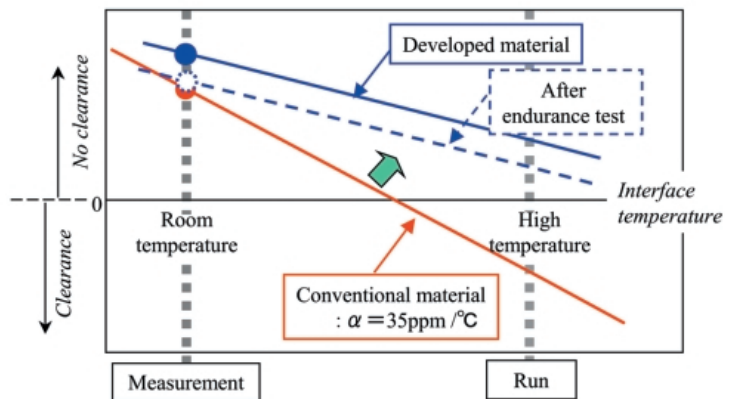 No clearance
Clearance
0
Developed material
After
endurance test
Interface
temperature
Room
temperature
High
temperature
Conventional material
: α＝35ppm /℃
Measurement
Run